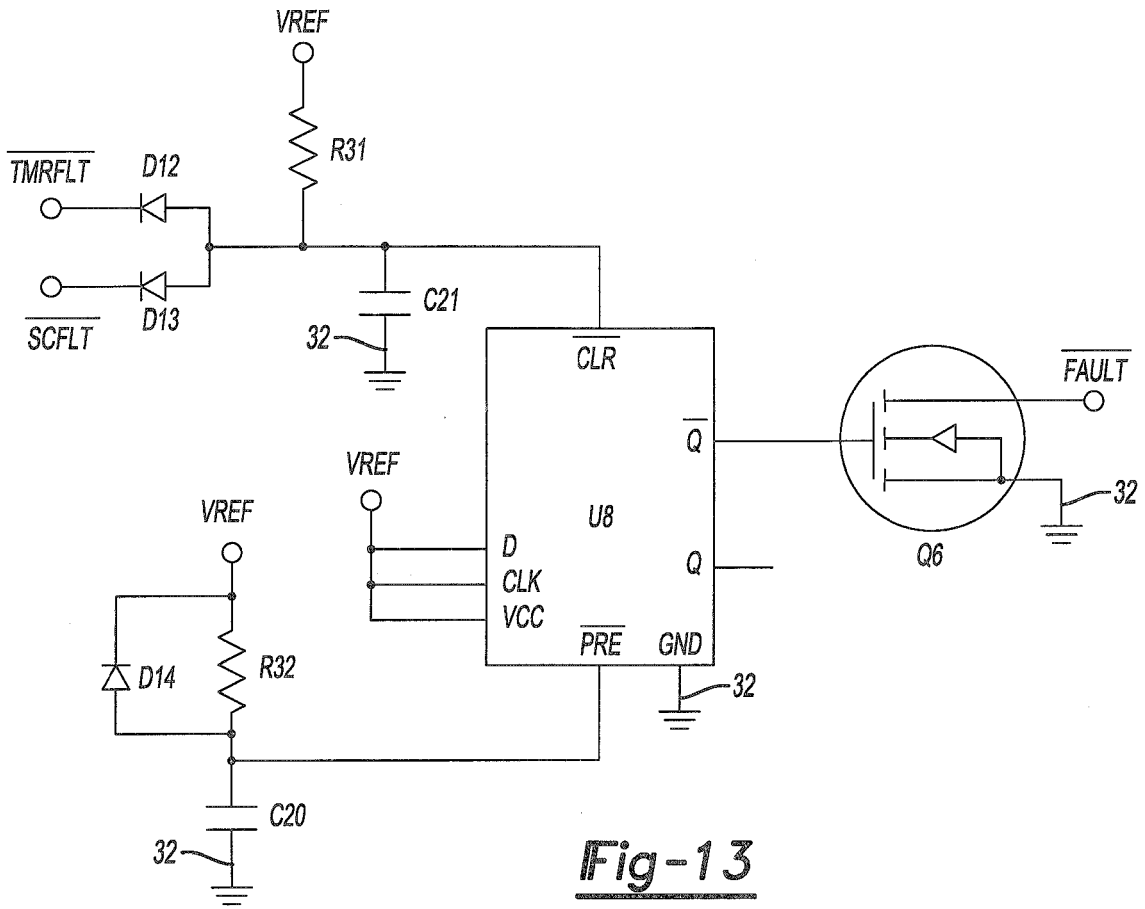 VREF
R31
TMRFLT
D12
D13
SCFLT
C21
32
CLR
FAULT
Q
VREF
U8
32
Q6
VREF
D
CLK
VCC
Q
PRE
GND
D14
R32
32
C20
32
Fig-13